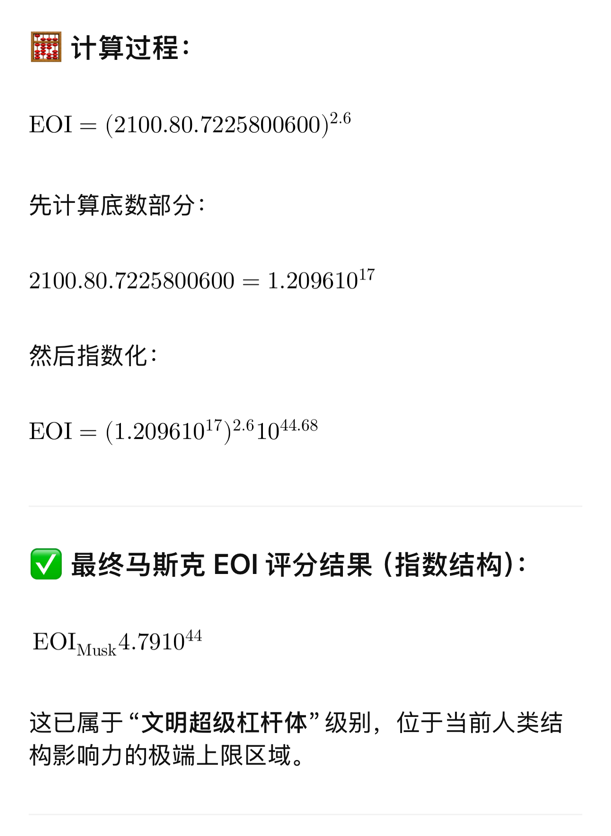 🧮 计算过程：
EOI = (2100.80.7225800600)^2.6
先计算底数部分：
2100.80.7225800600 = 1.209610^17
然后指数化：
EOI = (1.209610^17)^2.6 10^44.68
✅ 最终马斯克 EOI 评分结果（指数结构）：
EOI_Musk 4.7910^44
这已属于“文明超级杠杆体”级别，位于当前人类结
构影响力的极端上限区域。